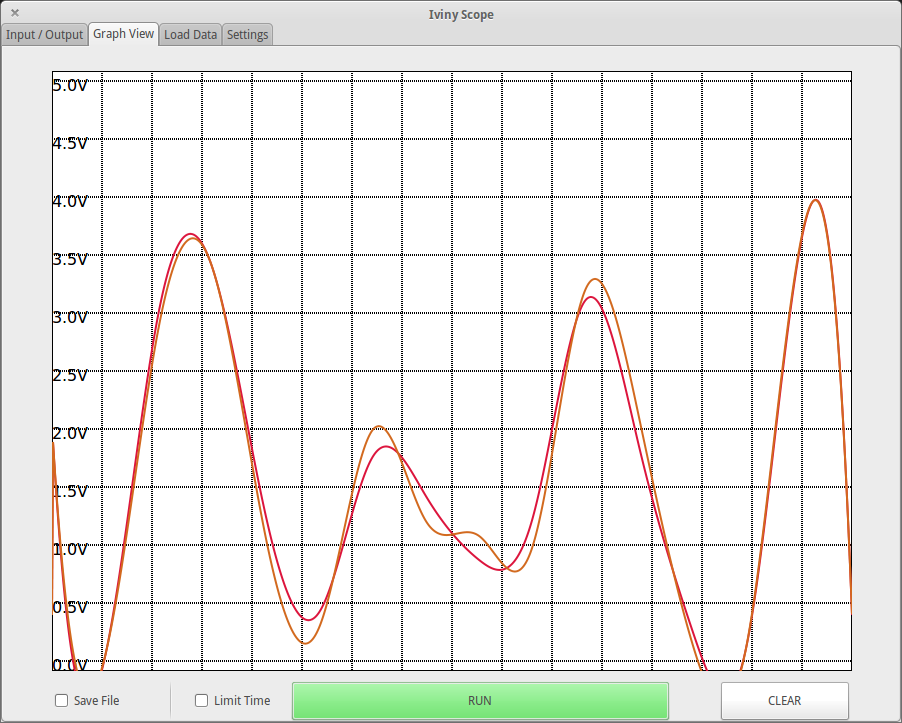 Iviny Scope
Input / Output Graph View Load Data Settings
5.0V
4.5V
4.0V
3.5V
3.0V
2.5V
2.0V
1.5V
1.0V
0.5V
0.0V
Save File Limit Time RUN CLEAR